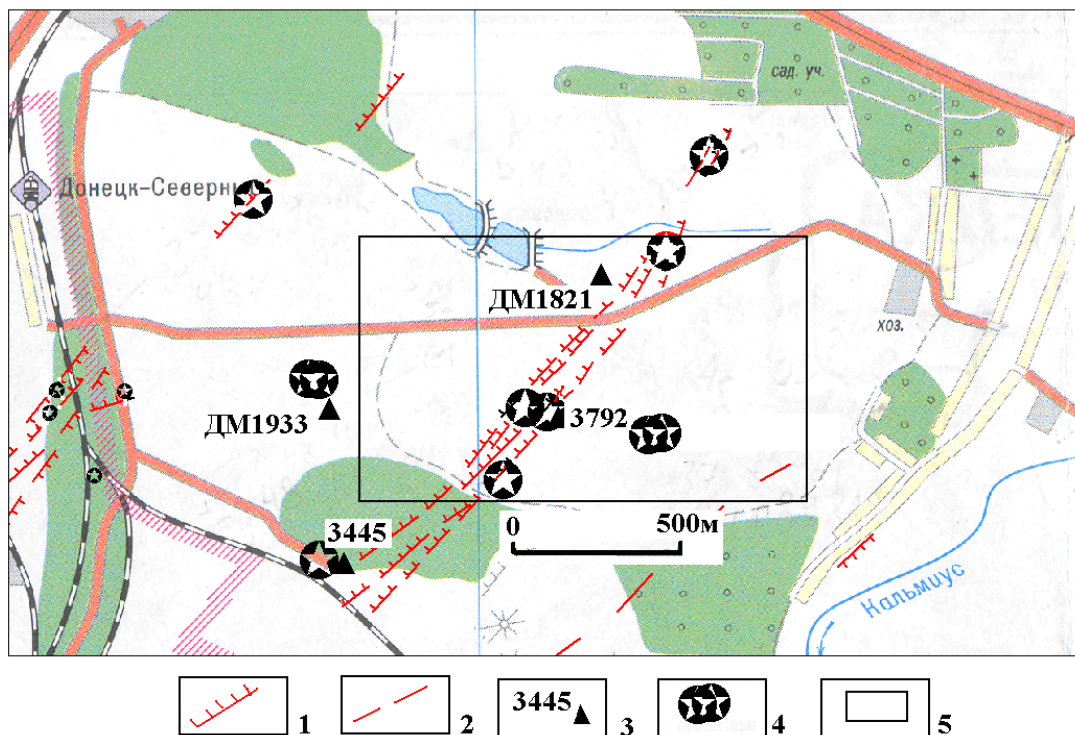 сад. уч.
Донецк-Северный
ДМ1821
хоз.
ДМ1933
3792
3445
0 500м
Кальмиус
1 2 3445 3 4 5